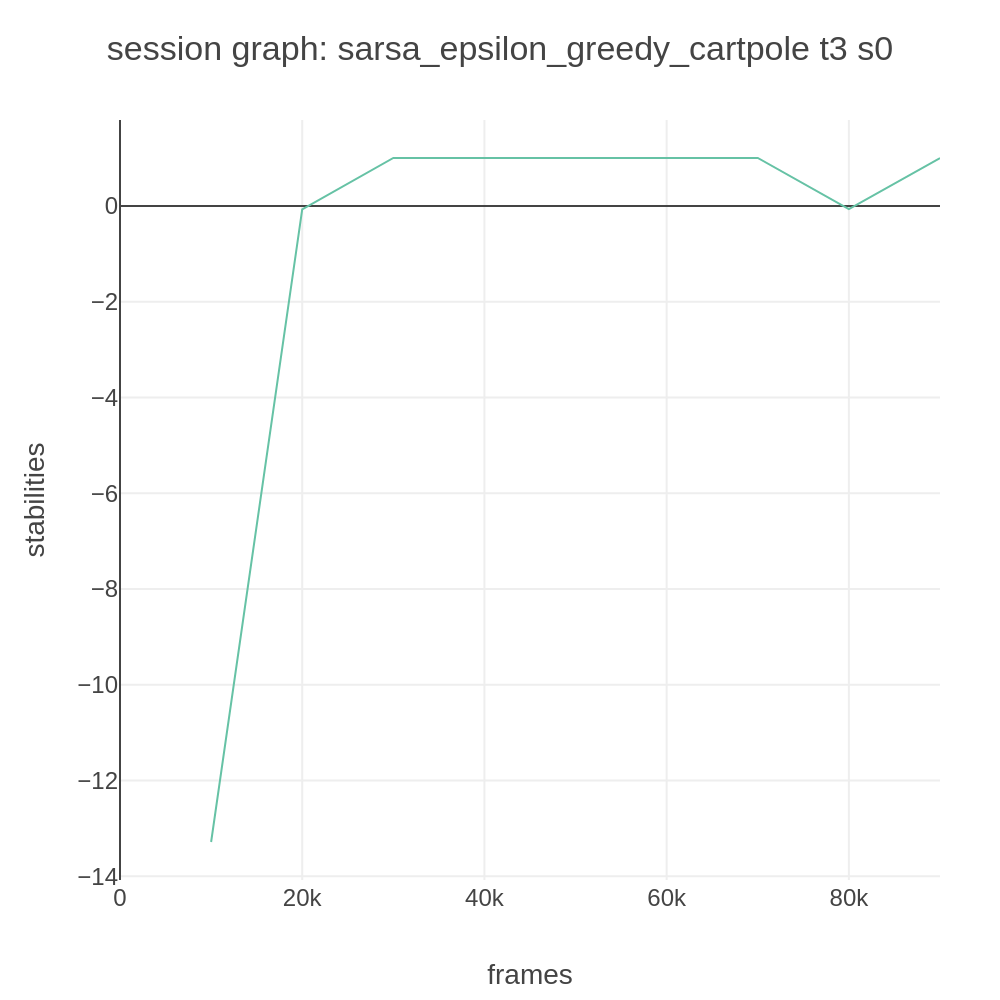 session graph: sarsa_epsilon_greedy_cartpole t3 s0
0
−2
−4
−6
−8
−10
−12
−14
stabilities
0
20k
40k
60k
80k
frames